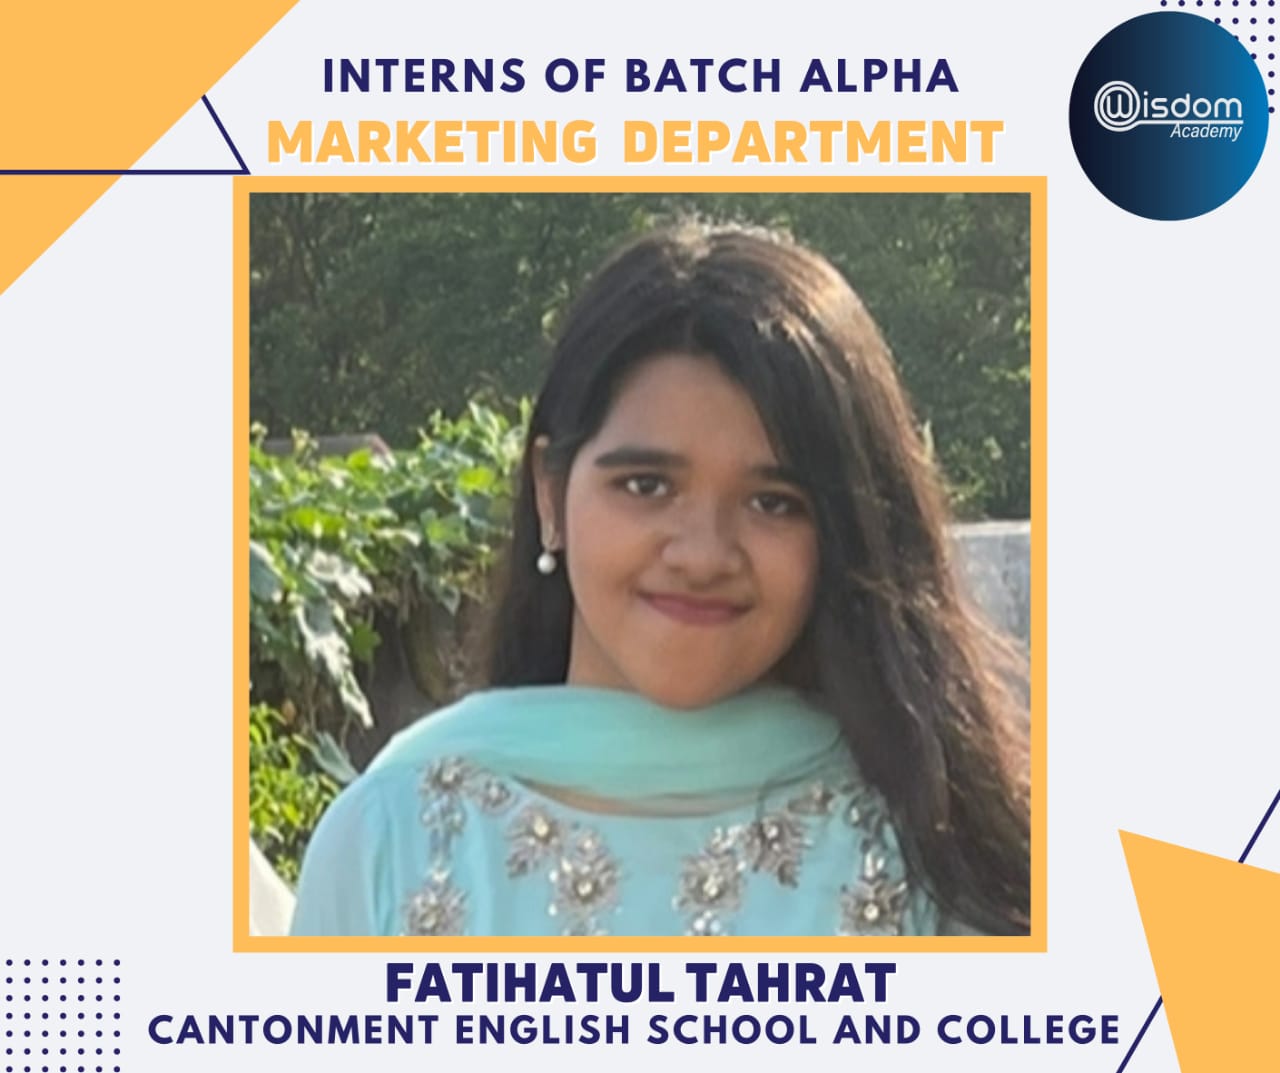 INTERNS OF BATCH ALPHA
MARKETING DEPARTMENT
Wisdom
Academy
FATIHATUL TAHRAT
CANTONMENT ENGLISH SCHOOL AND COLLEGE